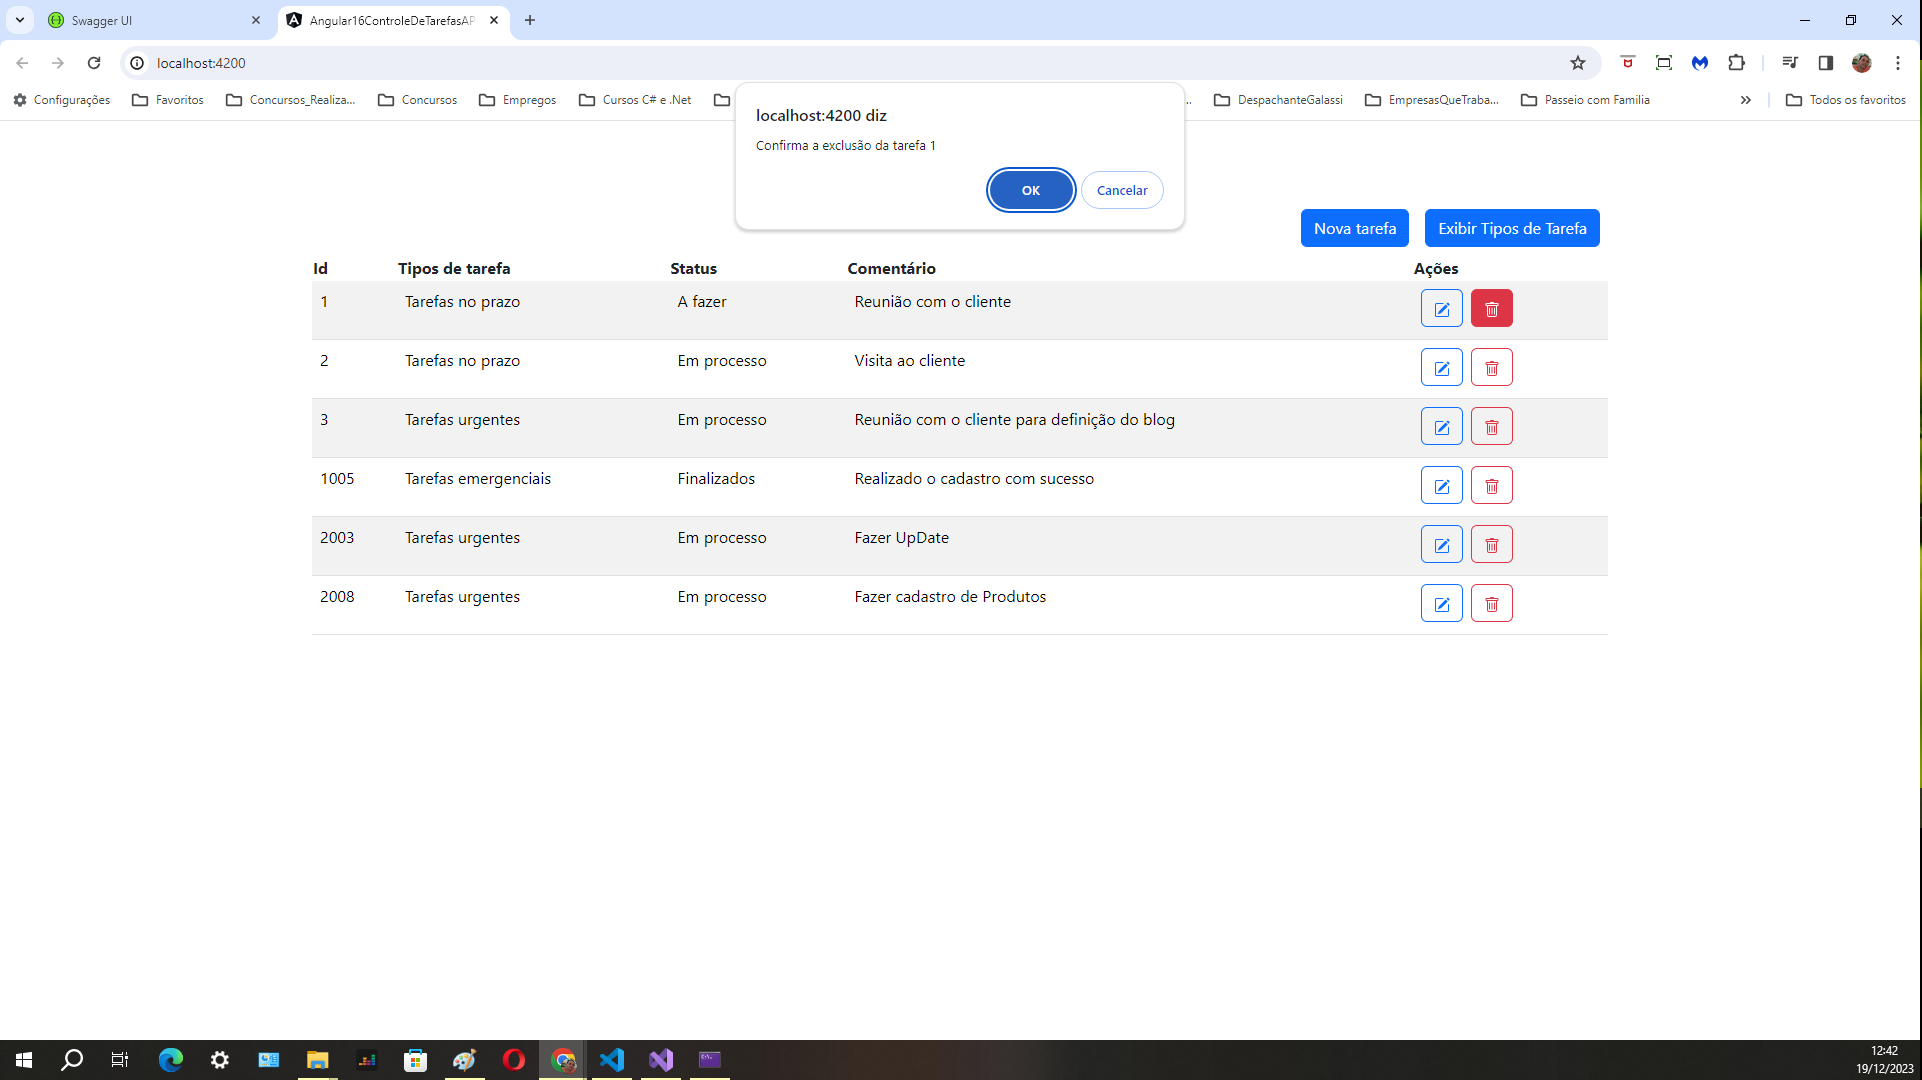 Swagger UI
Angular16ControleDeTarefasAP
localhost:4200
Configurações
Favoritos
Concursos_Realiza...
Concursos
Empregos
Cursos C# e .Net
DespachanteGalassi
EmpresasQueTraba...
Passeio com Familia
Todos os favoritos
localhost:4200 diz
Confirma a exclusão da tarefa 1
OK
Cancelar
Nova tarefa
Exibir Tipos de Tarefa
Id Tipos de tarefa Status Comentário Ações
1 Tarefas no prazo A fazer Reunião com o cliente
2 Tarefas no prazo Em processo Visita ao cliente
3 Tarefas urgentes Em processo Reunião com o cliente para definição do blog
1005 Tarefas emergenciais Finalizados Realizado o cadastro com sucesso
2003 Tarefas urgentes Em processo Fazer UpDate
2008 Tarefas urgentes Em processo Fazer cadastro de Produtos
12:42
19/12/2023